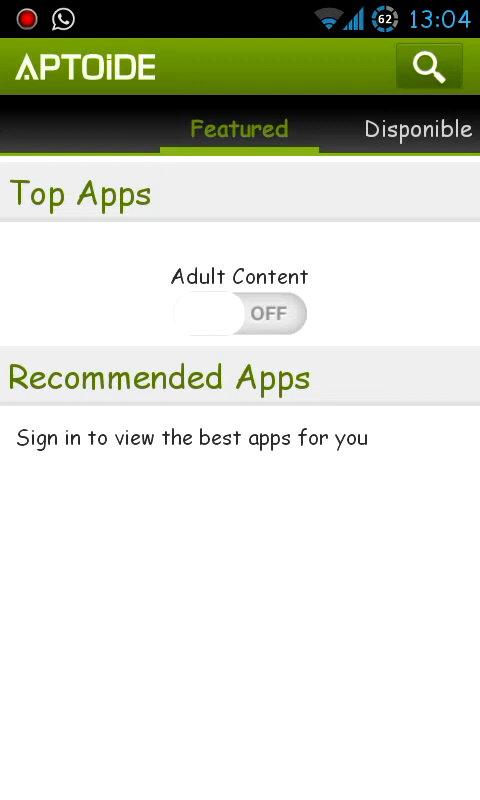 62 13:04
APTOiDE
Featured Disponible
Top Apps
Adult Content
OFF
Recommended Apps
Sign in to view the best apps for you